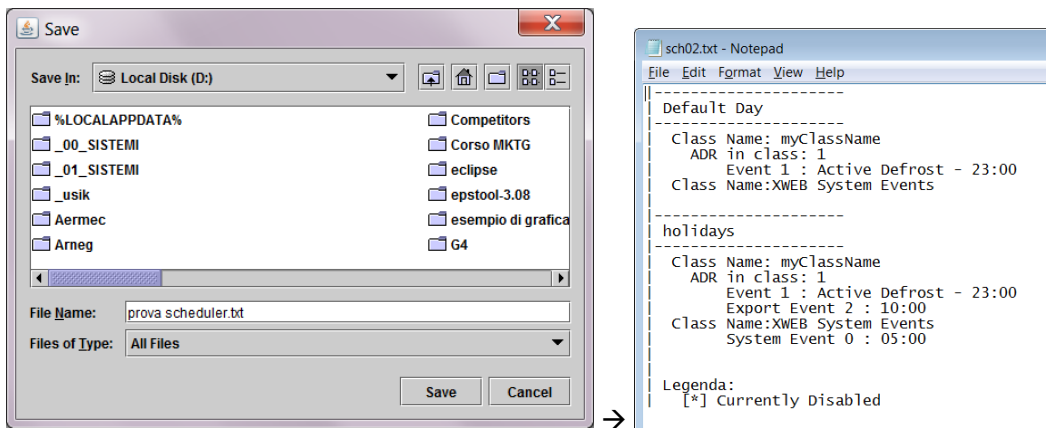 Save
Save In: Local Disk (D:)
%LOCALAPPDATA%
_00_SISTEMI
_01_SISTEMI
_usik
Aermec
Arneg
Competitors
Corso MKTG
eclipse
epstool-3.08
esempio di grafica
G4
File Name: prova scheduler.txt
Files of Type: All Files
Save Cancel
→
sch02.txt - Notepad
File Edit Format View Help
|---------------------
| Default Day
|---------------------
| Class Name: myClassName
| ADR in class: 1
| Event 1 : Active Defrost - 23:00
| Class Name:XWEB System Events
|
|---------------------
| holidays
|---------------------
| Class Name: myClassName
| ADR in class: 1
| Event 1 : Active Defrost - 23:00
| Export Event 2 : 10:00
| Class Name:XWEB System Events
| System Event 0 : 05:00
|
|
| Legenda:
| [*] Currently Disabled